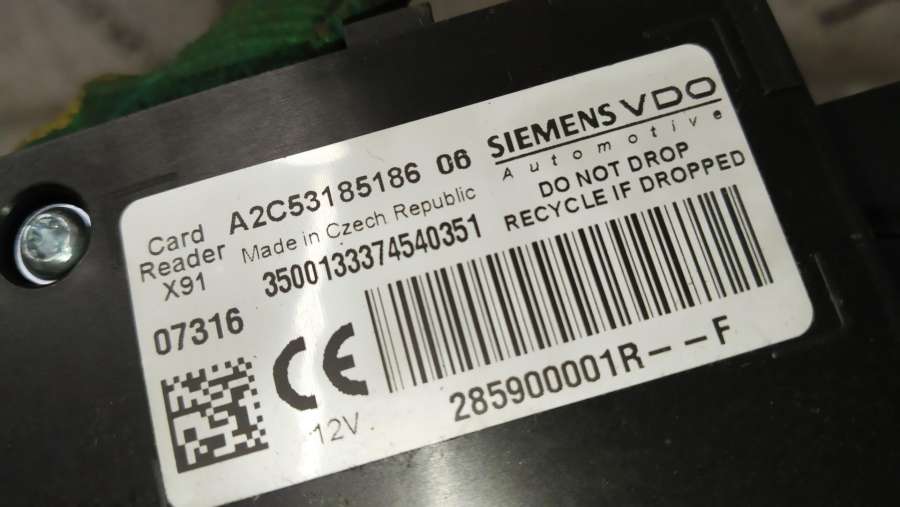 SIEMENS VDO
Automotive
DO NOT DROP
RECYCLE IF DROPPED
Card
Reader
X91
A2C53185186 06
Made in Czech Republic
3500133374540351
07316
CE
12V
285900001R--F